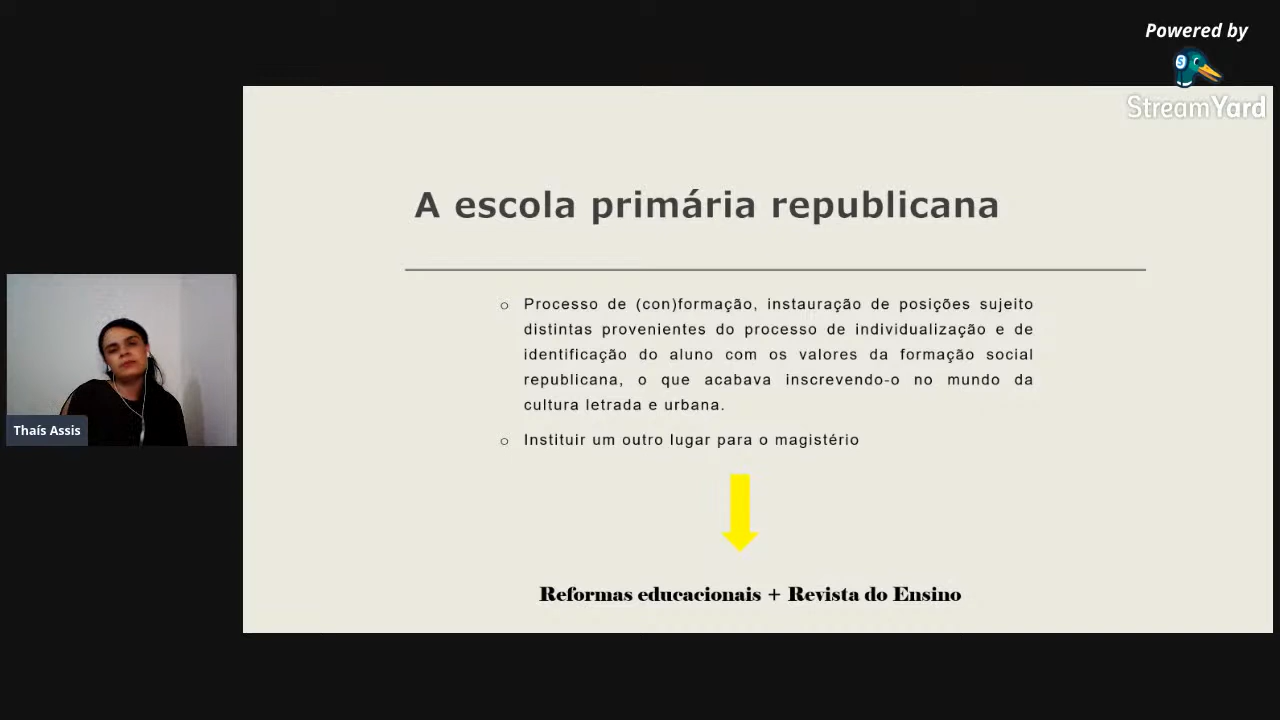 Powered by
StreamYard
A escola primária republicana
o Processo de (con)formação, instauração de posições sujeito
distintas provenientes do processo de individualização e de
identificação do aluno com os valores da formação social
republicana, o que acabava inscrevendo-o no mundo da
cultura letrada e urbana.
o Instituir um outro lugar para o magistério
Reformas educacionais + Revista do Ensino
Thaís Assis